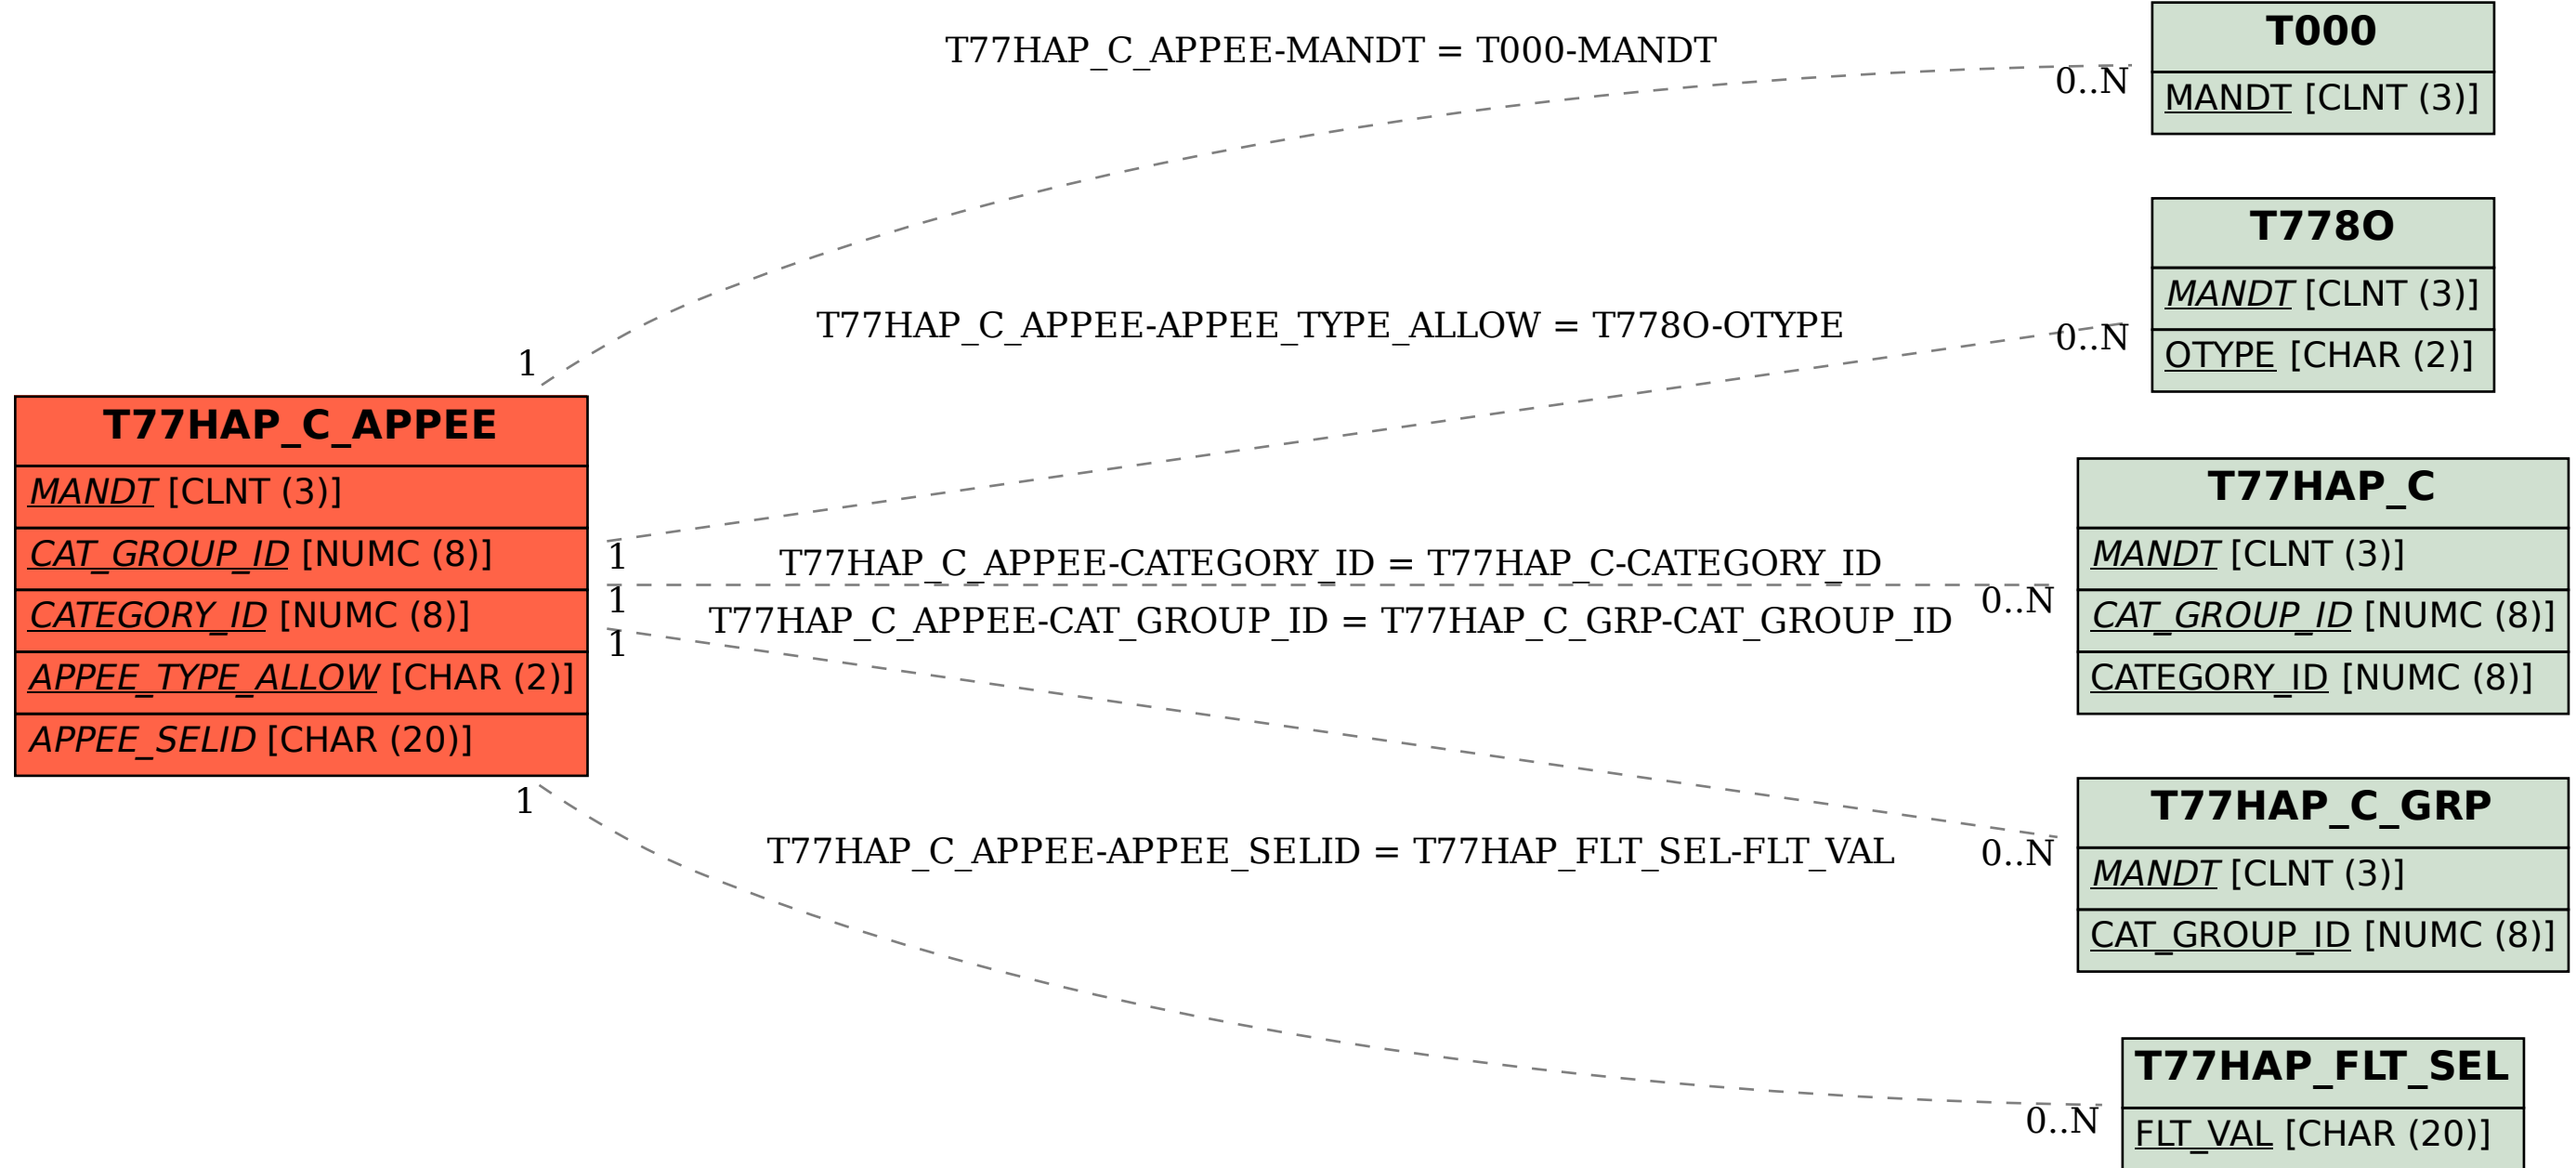 T77HAP_C_APPEE-MANDT = T000-MANDT
0..N
1
T000
MANDT [CLNT (3)]
T77HAP_C_APPEE-APPEE_TYPE_ALLOW = T778O-OTYPE
0..N
1
T778O
MANDT [CLNT (3)]
OTYPE [CHAR (2)]
T77HAP_C_APPEE
MANDT [CLNT (3)]
CAT_GROUP_ID [NUMC (8)]
CATEGORY_ID [NUMC (8)]
APPEE_TYPE_ALLOW [CHAR (2)]
APPEE_SELID [CHAR (20)]
T77HAP_C_APPEE-CATEGORY_ID = T77HAP_C-CATEGORY_ID
0..N
1
T77HAP_C
MANDT [CLNT (3)]
CAT_GROUP_ID [NUMC (8)]
CATEGORY_ID [NUMC (8)]
T77HAP_C_APPEE-CAT_GROUP_ID = T77HAP_C_GRP-CAT_GROUP_ID
0..N
1
T77HAP_C_GRP
MANDT [CLNT (3)]
CAT_GROUP_ID [NUMC (8)]
T77HAP_C_APPEE-APPEE_SELID = T77HAP_FLT_SEL-FLT_VAL
0..N
1
T77HAP_FLT_SEL
FLT_VAL [CHAR (20)]